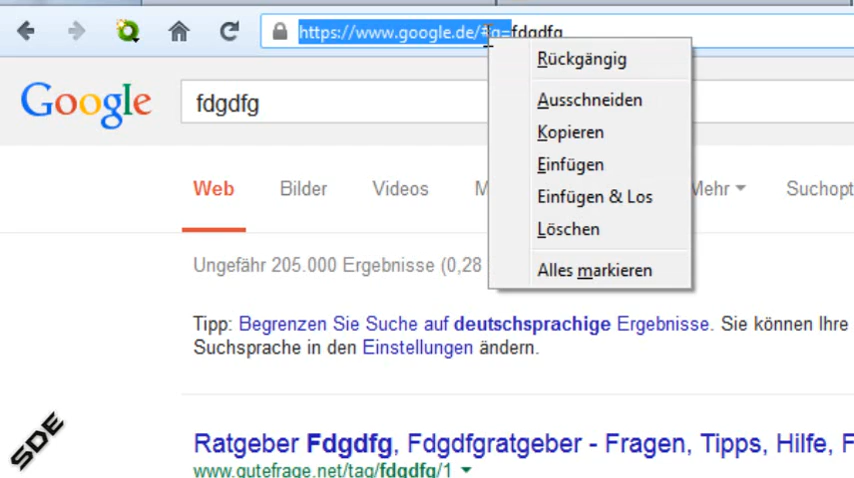 https://www.google.de/#q=fdgdfg
Rückgängig
Google
fdgdfg
Ausschneiden
Kopieren
Einfügen
Einfügen & Los
Löschen
Alles markieren
Web Bilder Videos Mehr Suchopt
Ungefähr 205.000 Ergebnisse (0,28
Tipp: Begrenzen Sie Suche auf deutschsprachige Ergebnisse. Sie können Ihre
Suchsprache in den Einstellungen ändern.
SDE
Ratgeber Fdgdfg, Fdgdfgratgeber - Fragen, Tipps, Hilfe, F
www.gutefrage.net/tag/fdgdfg/1